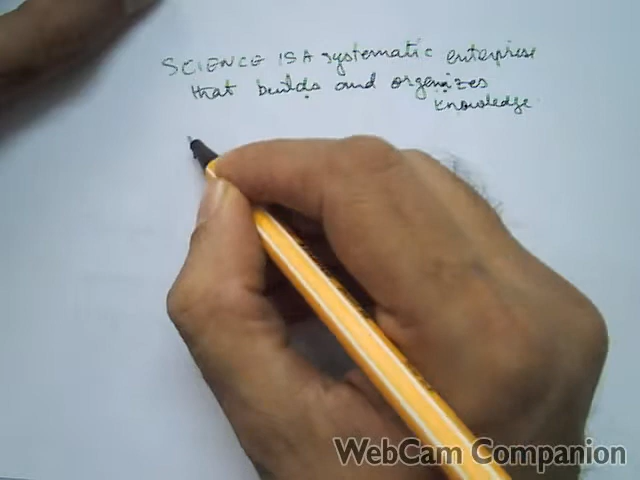 SCIENCE IS A systematic enterprise
that builds and organizes
knowledge
WebCam Companion